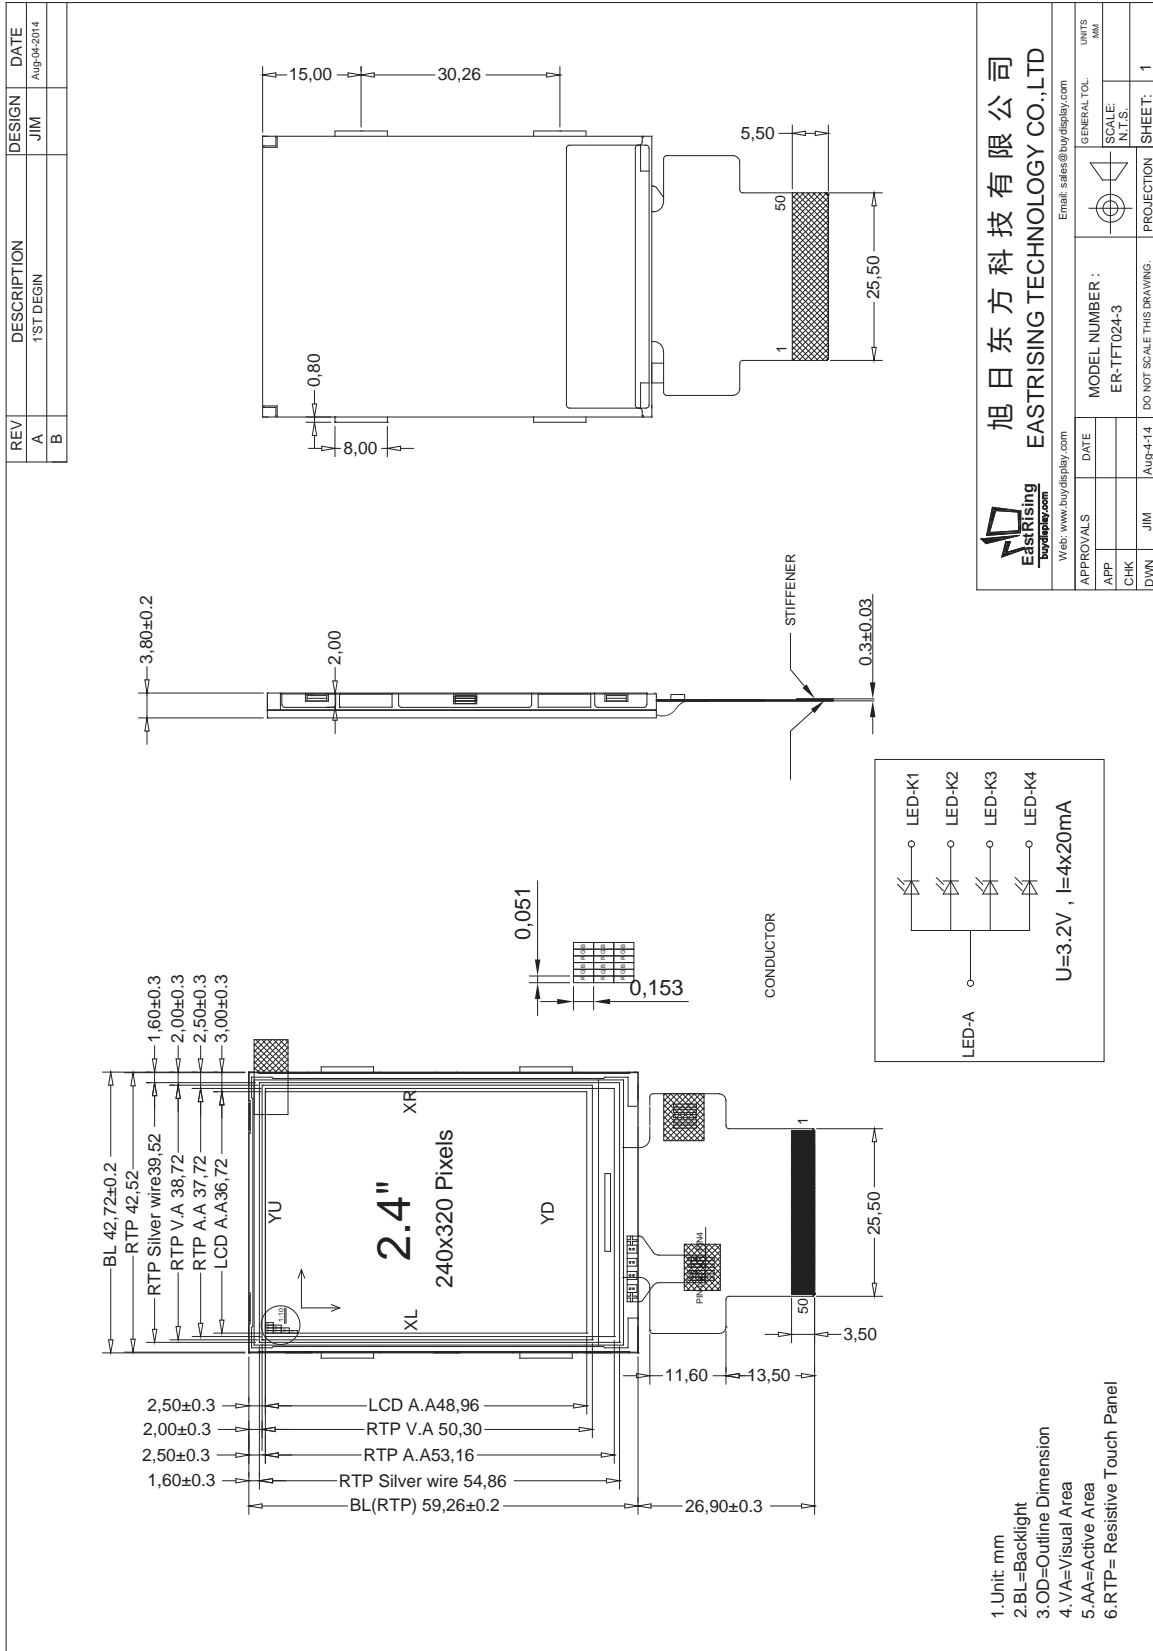 REV DESCRIPTION DESIGN DATE
A 1'ST DEGIN JIM Aug-04-2014
B
15,00
30,26
5,50
50
1
25,50
0,80
8,00
3,80±0.2
2,00
STIFFENER
0.3±0.03
BL 42,72±0.2
RTP 42,52
RTP Silver wire39,52
RTP V.A 38,72
RTP A.A 37,72
LCD A.A36,72
1,60±0.3
2,00±0.3
2,50±0.3
3,00±0.3
YU
XR
2.4"
240x320 Pixels
XL
YD
1:10
0,051
R G B R G B R G B
R G B R G B R G B
0,153
CONDUCTOR
1
50
25,50
3,50
11,60
13,50
2,50±0.3
LCD A.A48,96
2,00±0.3
RTP V.A 50,30
2,50±0.3
RTP A.A53,16
1,60±0.3
RTP Silver wire 54,86
BL(RTP) 59,26±0.2
26,90±0.3
LED-A
LED-K1
LED-K2
LED-K3
LED-K4
U=3.2V , I=4x20mA
1.Unit: mm
2.BL=Backlight
3.OD=Outline Dimension
4.VA=Visual Area
5.AA=Active Area
6.RTP= Resistive Touch Panel
EastRising
buydisplay.com
旭日东方科技有限公司
EASTRISING TECHNOLOGY CO.,LTD
Web: www.buydisplay.com Email: sales@buydisplay.com
APPROVALS DATE
APP
CHK
DWN JIM Aug-4-14
MODEL NUMBER :
ER-TFT024-3
DO NOT SCALE THIS DRAWING.
PROJECTION
GENERAL TOL.
UNITS
MM
SCALE:
N.T.S.
SHEET: 1